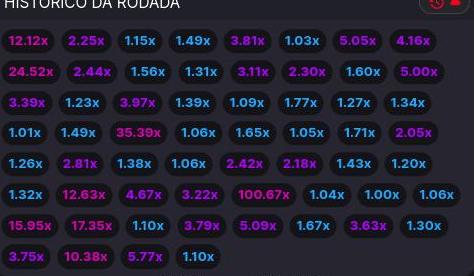 HISTÓRICO DA RODADA
12.12x 2.25x 1.15x 1.49x 3.81x 1.03x 5.05x 4.16x
24.52x 2.44x 1.56x 1.31x 3.11x 2.30x 1.60x 5.00x
3.39x 1.23x 3.97x 1.39x 1.09x 1.77x 1.27x 1.34x
1.01x 1.49x 35.39x 1.06x 1.65x 1.05x 1.71x 2.05x
1.26x 2.81x 1.38x 1.06x 2.42x 2.18x 1.43x 1.20x
1.32x 12.63x 4.67x 3.22x 100.67x 1.04x 1.00x 1.06x
15.95x 17.35x 1.10x 3.79x 5.09x 1.67x 3.63x 1.30x
3.75x 10.38x 5.77x 1.10x